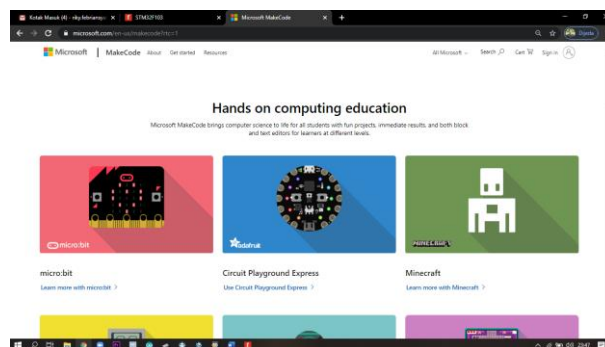 Kotak Masuk (4) - 
STM32F103
Microsoft MakeCode
microsoft.com/en-us/makecode?rtc=1
Microsoft | MakeCode About Get started Resources
All Microsoft Search Cart Sign in
Hands on computing education
Microsoft MakeCode brings computer science to life for all students with fun projects, immediate results, and both block
and text editors for learners at different levels.
micro:bit
adafruit
MINECRAFT
micro:bit
Circuit Playground Express
Minecraft
Learn more with micro:bit >
Use Circuit Playground Express >
Learn more with Minecraft >
23:47